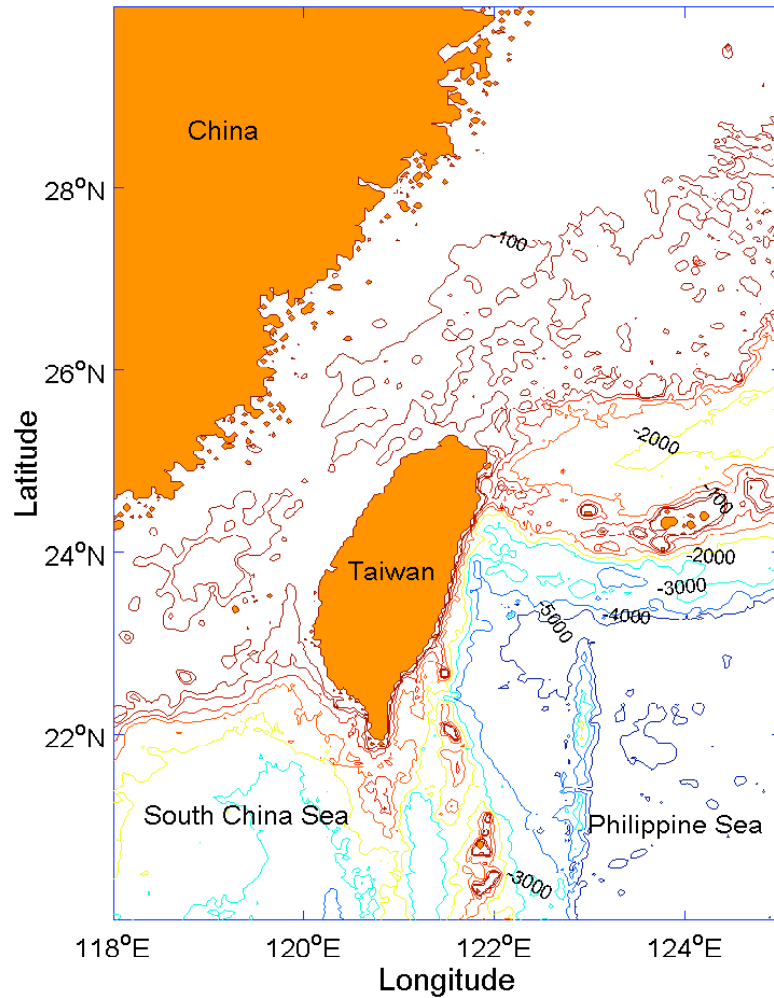 China
28°N
-100
26°N
-2000
Latitude
-100
24°N
-2000
Taiwan
-3000
-4000
-5000
22°N
South China Sea
Philippine Sea
-3000
118°E
120°E
122°E
124°E
Longitude